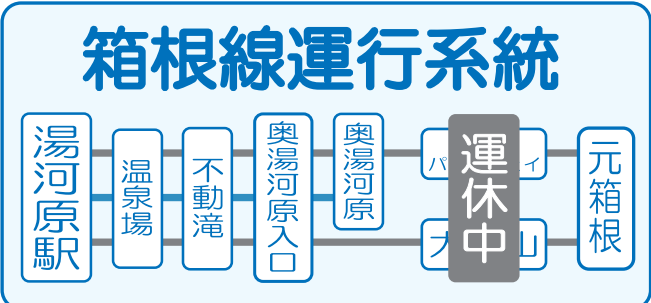 箱根線運行系統
湯河原駅
温泉場
不動滝
奥湯河原入口
奥湯河原
パ
ィ
運休中
山
元箱根